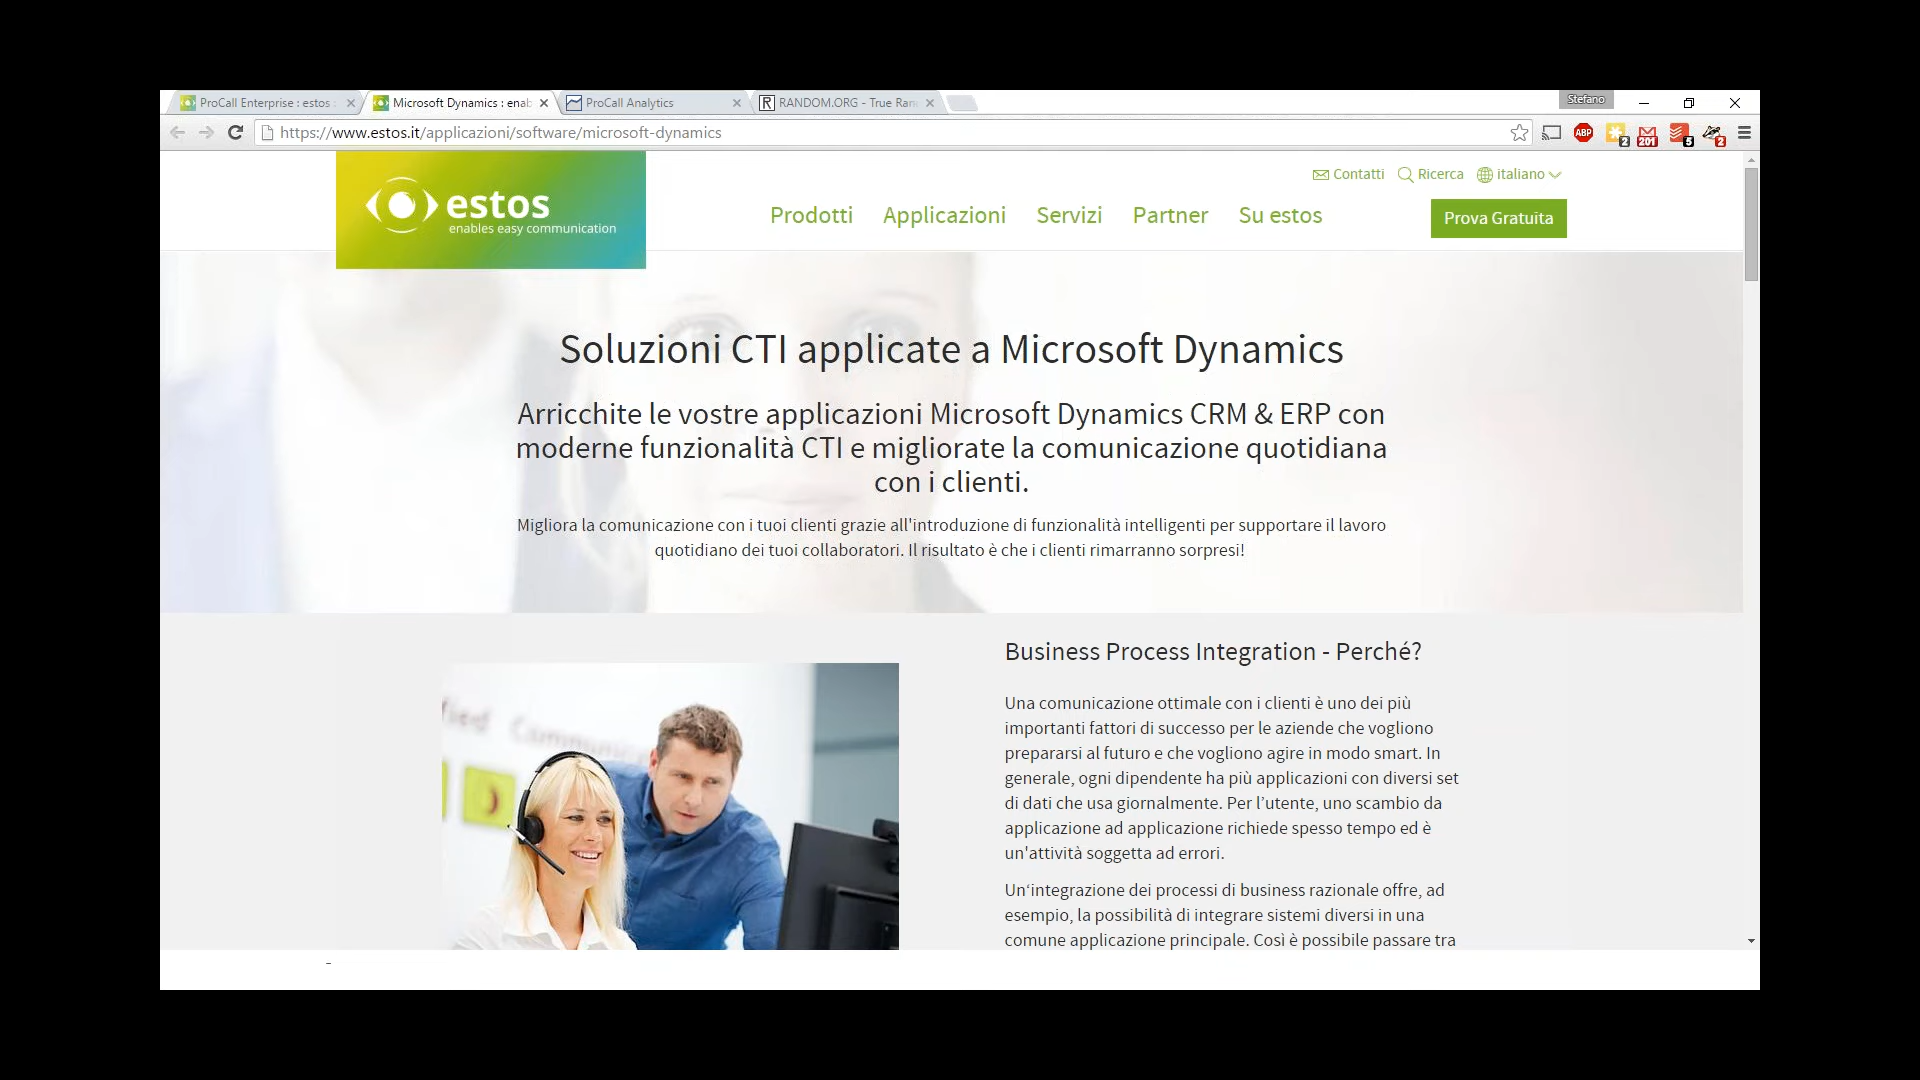 ProCall Enterprise : estos
Microsoft Dynamics : enab
ProCall Analytics
R RANDOM.ORG - True Ran
Stefano
https://www.estos.it/applicazioni/software/microsoft-dynamics
ABP
2
201
5
2
estos
enables easy communication
Contatti
Ricerca
italiano
Prodotti
Applicazioni
Servizi
Partner
Su estos
Prova Gratuita
Soluzioni CTI applicate a Microsoft Dynamics
Arricchite le vostre applicazioni Microsoft Dynamics CRM & ERP con
moderne funzionalità CTI e migliorate la comunicazione quotidiana
con i clienti.
Migliora la comunicazione con i tuoi clienti grazie all'introduzione di funzionalità intelligenti per supportare il lavoro
quotidiano dei tuoi collaboratori. Il risultato è che i clienti rimarranno sorpresi!
Business Process Integration - Perché?
Una comunicazione ottimale con i clienti è uno dei più
importanti fattori di successo per le aziende che vogliono
prepararsi al futuro e che vogliono agire in modo smart. In
generale, ogni dipendente ha più applicazioni con diversi set
di dati che usa giornalmente. Per l’utente, uno scambio da
applicazione ad applicazione richiede spesso tempo ed è
un'attività soggetta ad errori.
Un‘integrazione dei processi di business razionale offre, ad
esempio, la possibilità di integrare sistemi diversi in una
comune applicazione principale. Così è possibile passare tra